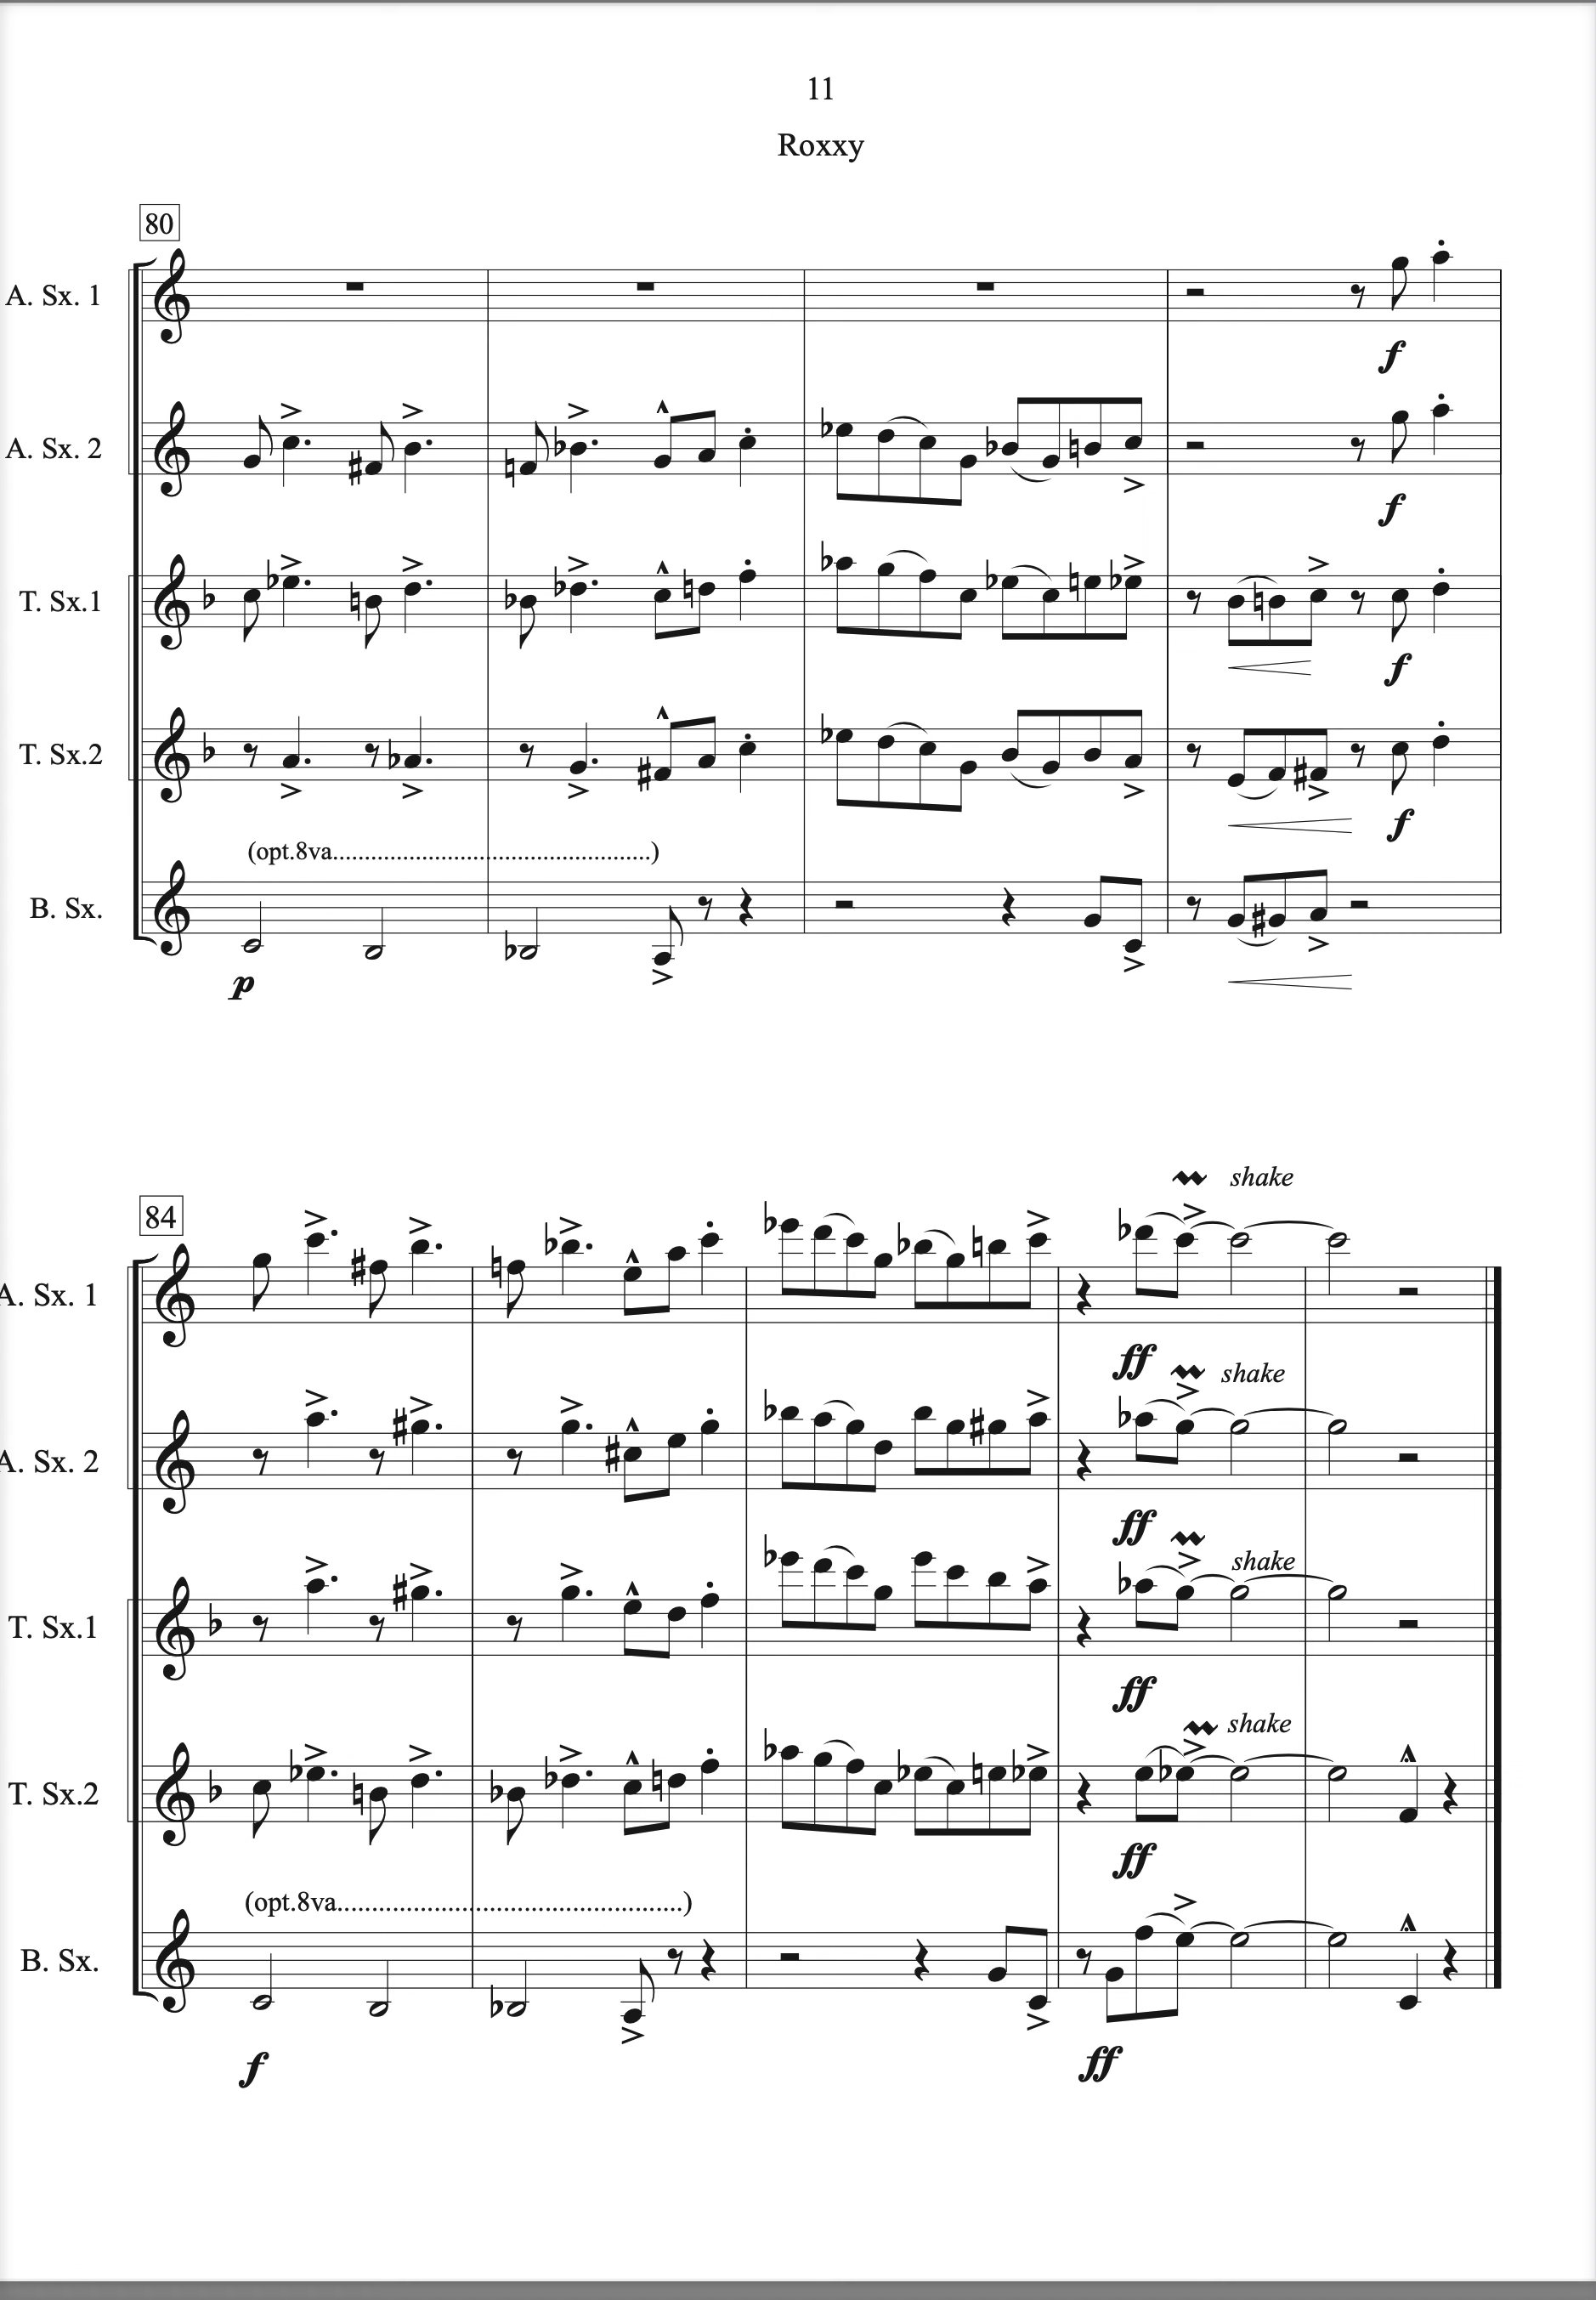 11
Roxxy
80
A. Sx. 1
f
A. Sx. 2
f
T. Sx.1
f
T. Sx.2
f
(opt.8va..................................................)
B. Sx.
p
84
shake
A. Sx. 1
ff
shake
A. Sx. 2
ff
shake
T. Sx.1
ff
shake
T. Sx.2
ff
(opt.8va..................................................)
B. Sx.
f
ff